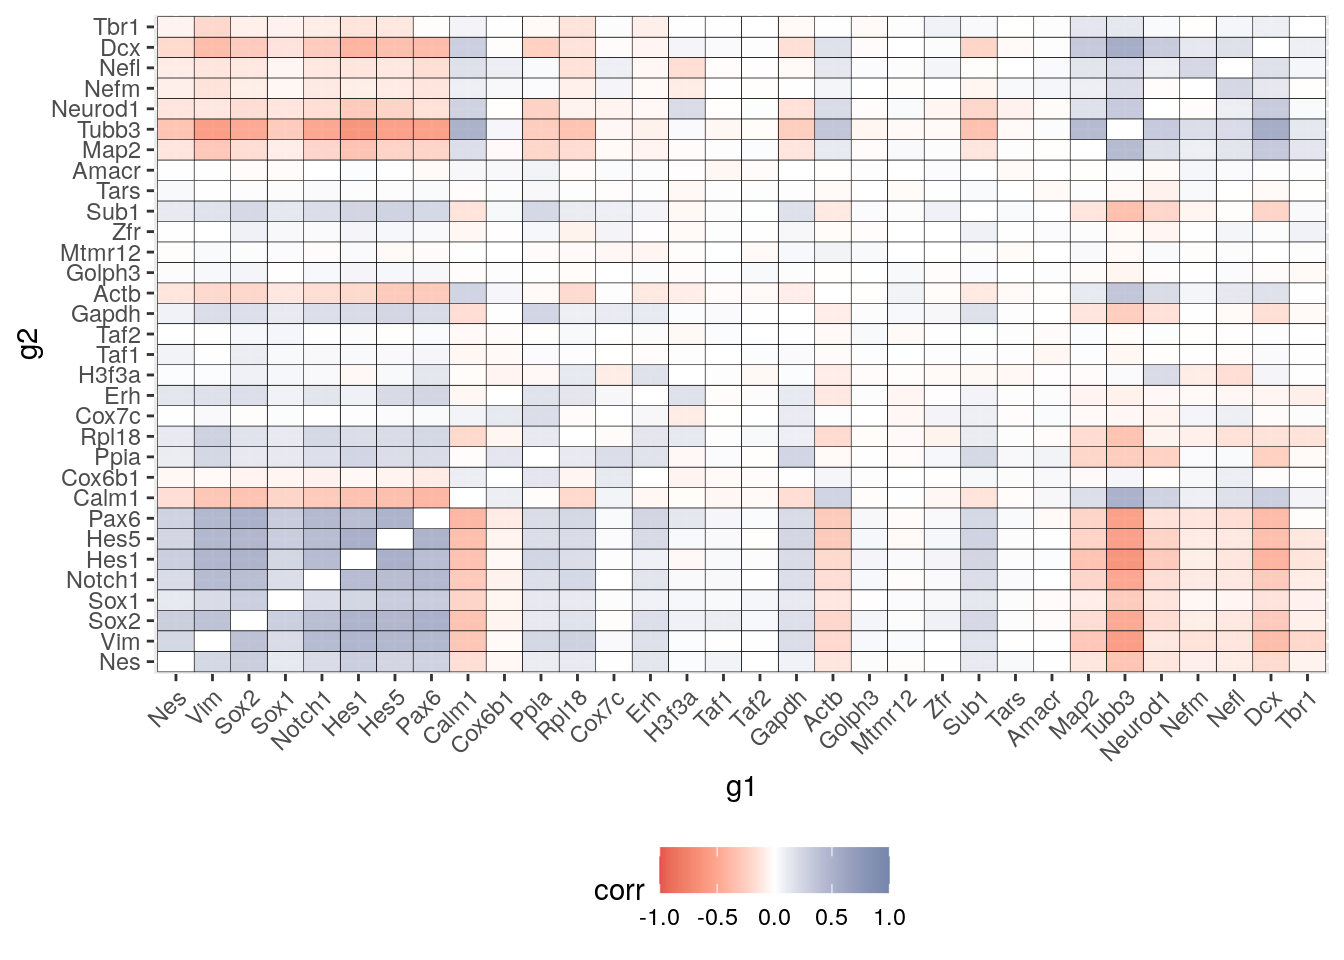 Tbr1
Dcx
Nefl
Nefm
Neurod1
Tubb3
Map2
Amacr
Tars
Sub1
Zfr
Mtmr12
Golph3
Actb
Gapdh
Taf2
Taf1
H3f3a
Erh
Cox7c
Rpl18
Ppia
Cox6b1
Calm1
Pax6
Hes5
Hes1
Notch1
Sox1
Sox2
Vim
Nes
g2
Nes Vim Sox2 Sox1 Notch1 Hes1 Hes5 Pax6 Calm1 Cox6b1 Ppia Rpl18 Cox7c Erh H3f3a Taf1 Taf2 Gapdh Actb Golph3 Mtmr12 Zfr Sub1 Tars Amacr Map2 Tubb3 Neurod1 Nefm Nefl Dcx Tbr1
g1
corr
-1.0 -0.5 0.0 0.5 1.0